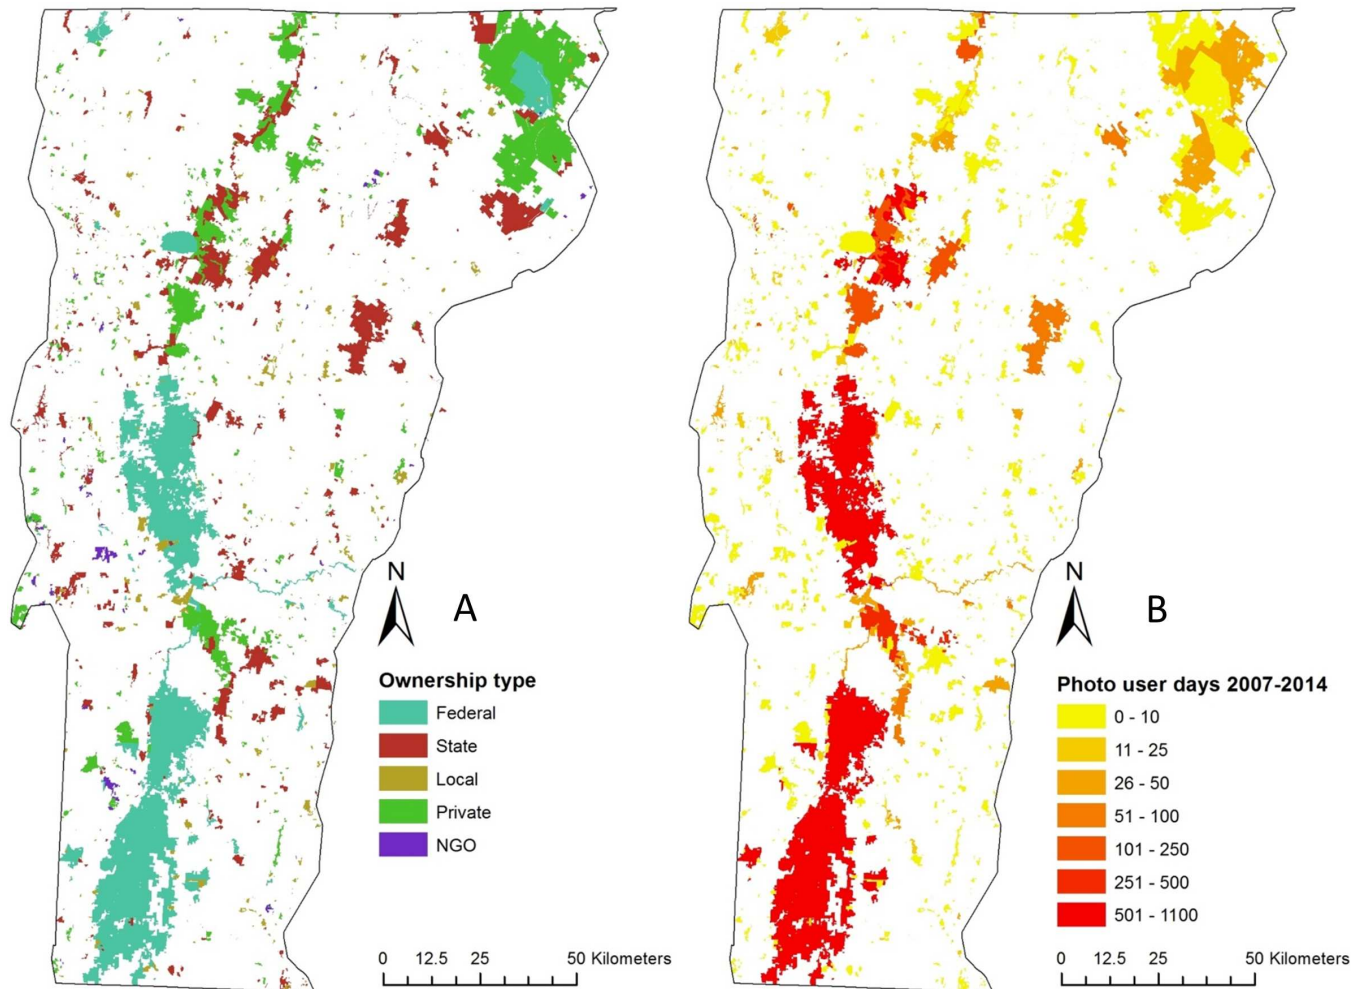 N
A
Ownership type
Federal
State
Local
Private
NGO
0 12.5 25 50 Kilometers
N
B
Photo user days 2007-2014
0 - 10
11 - 25
26 - 50
51 - 100
101 - 250
251 - 500
501 - 1100
0 12.5 25 50 Kilometers